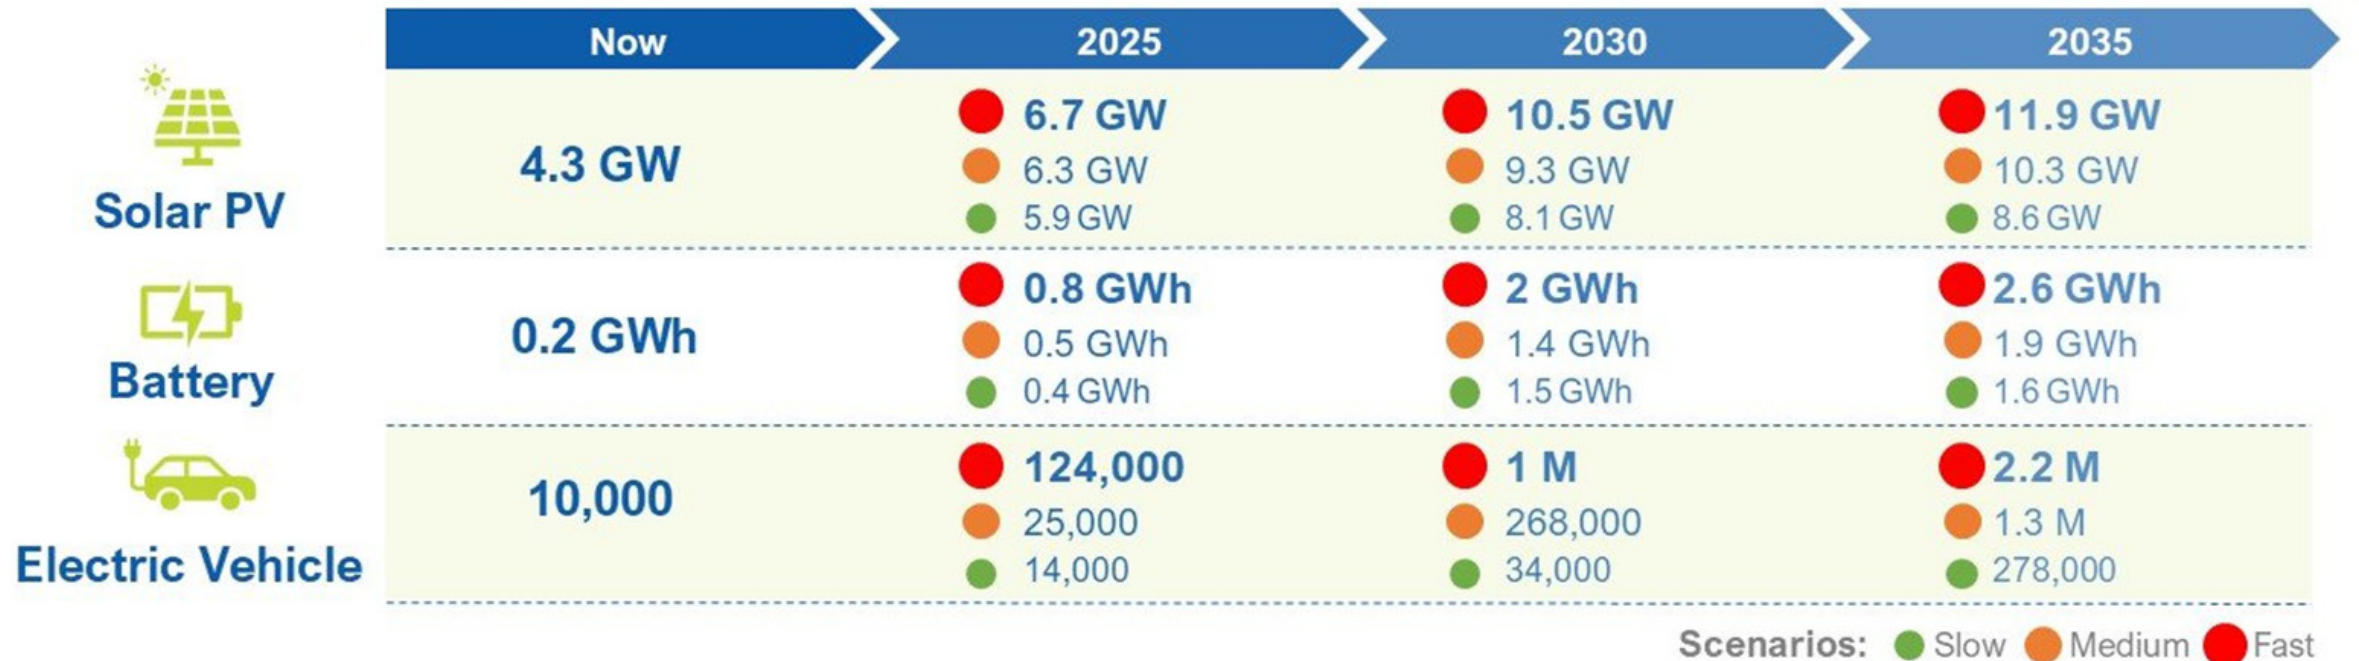 Now 2025 2030 2035
Solar PV
4.3 GW
6.7 GW 10.5 GW 11.9 GW
6.3 GW 9.3 GW 10.3 GW
5.9 GW 8.1 GW 8.6 GW
Battery
0.2 GWh
0.8 GWh 2 GWh 2.6 GWh
0.5 GWh 1.4 GWh 1.9 GWh
0.4 GWh 1.5 GWh 1.6 GWh
Electric Vehicle
10,000
124,000 1 M 2.2 M
25,000 268,000 1.3 M
14,000 34,000 278,000
Scenarios: Slow Medium Fast